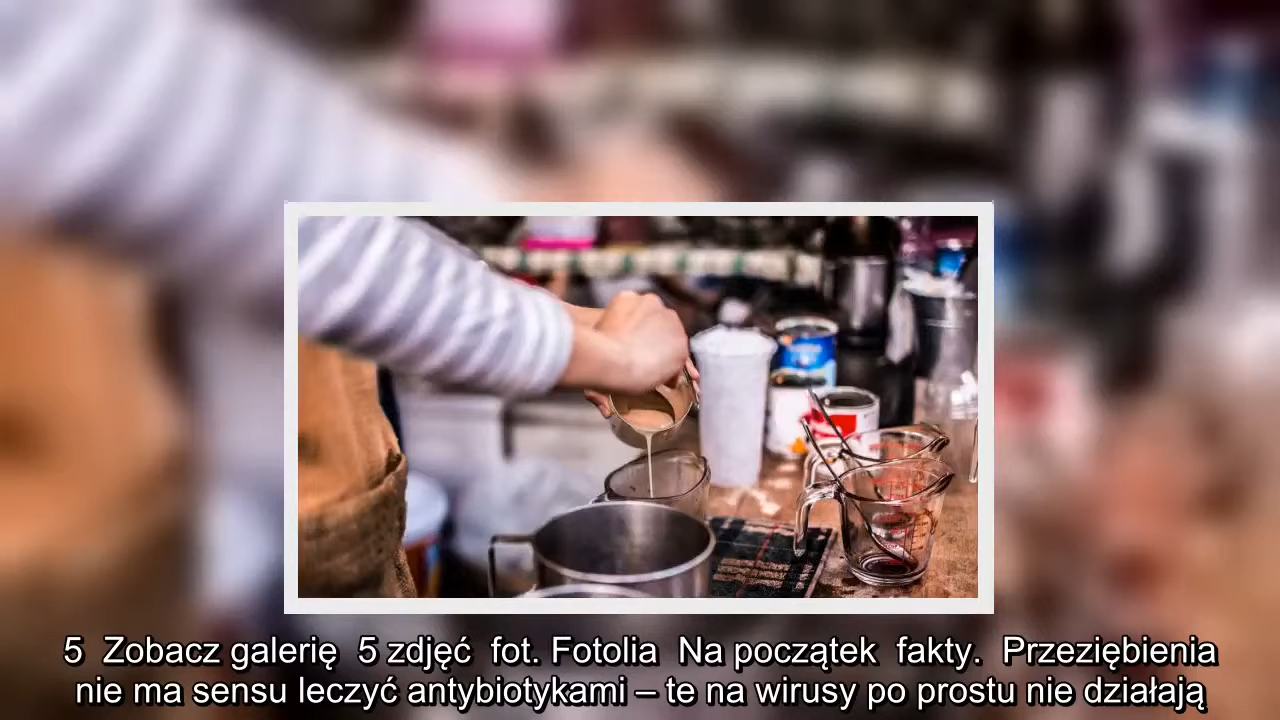 5 Zobacz galerię 5 zdjęć fot. Fotolia Na początek fakty. Przeziębienia
nie ma sensu leczyć antybiotykami – te na wirusy po prostu nie działają